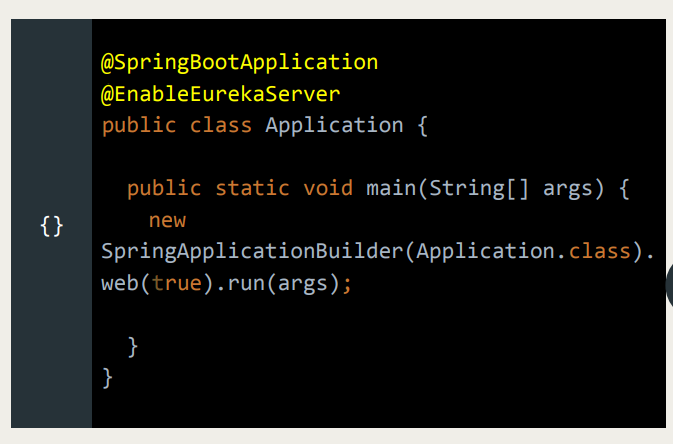 @SpringBootApplication
@EnableEurekaServer
public class Application {
public static void main(String[] args) {
{}
new
SpringApplicationBuilder(Application.class).
web(true).run(args);
}
}